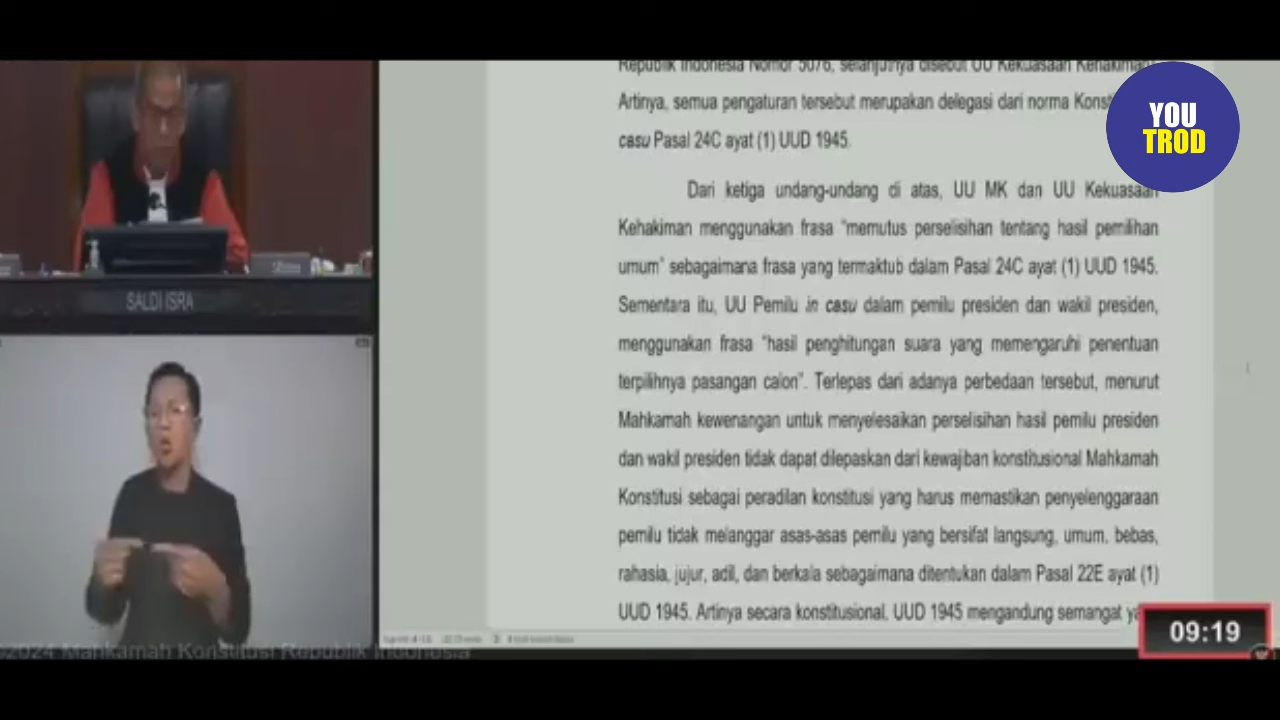 Republik Indonesia Nomor 5076, selanjutnya disebut UU Kekuasaan Kehakiman
Artinya, semua pengaturan tersebut merupakan delegasi dari norma
casu Pasal 24C ayat (1) UUD 1945.
Dari ketiga undang-undang di atas, UU MK dan UU Kekuasaan
Kehakiman menggunakan frasa "memutus perselisihan tentang hasil pemilihan
umum" sebagaimana frasa yang termaktub dalam Pasal 24C ayat (1) UUD 1945.
Sementara itu, UU Pemilu in casu dalam pemilu presiden dan wakil presiden,
menggunakan frasa "hasil penghitungan suara yang memengaruhi penentuan
terpilihnya pasangan calon". Terlepas dari adanya perbedaan tersebut, menurut
Mahkamah kewenangan untuk menyelesaikan perselisihan hasil pemilu presiden
dan wakil presiden tidak dapat dilepaskan dari kewajiban konstitusional Mahkamah
Konstitusi sebagai peradilan konstitusi yang harus memastikan penyelenggaraan
pemilu tidak melanggar asas-asas pemilu yang bersifat langsung, umum, bebas,
rahasia, jujur, adil, dan berkala sebagaimana ditentukan dalam Pasal 22E ayat (1)
UUD 1945. Artinya secara konstitusional, UUD 1945 mengandung semangat
YOU
TROD
SALDI ISRA
©2024 Mahkamah Konstitusi Republik Indonesia
09:19